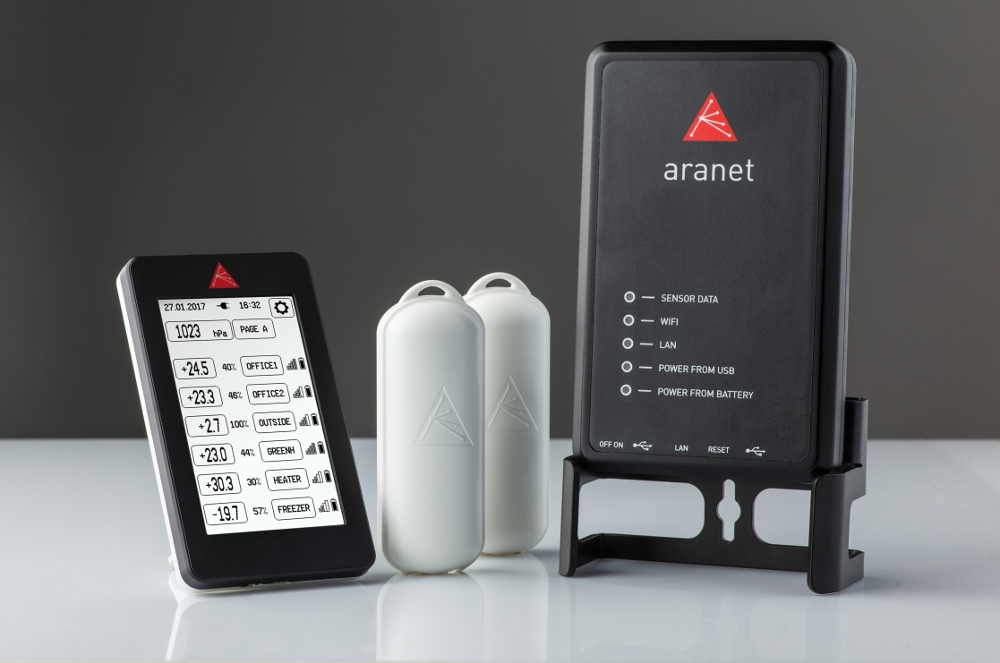 27.01.2017 16:32
1023 hPa PAGE A
+24.5 40% OFFICE1
+23.3 46% OFFICE2
+2.7 100% OUTSIDE
+23.0 44% GREENH
+30.3 30% HEATER
-19.7 57% FREEZER
aranet
SENSOR DATA
WIFI
LAN
POWER FROM USB
POWER FROM BATTERY
OFF ON LAN RESET